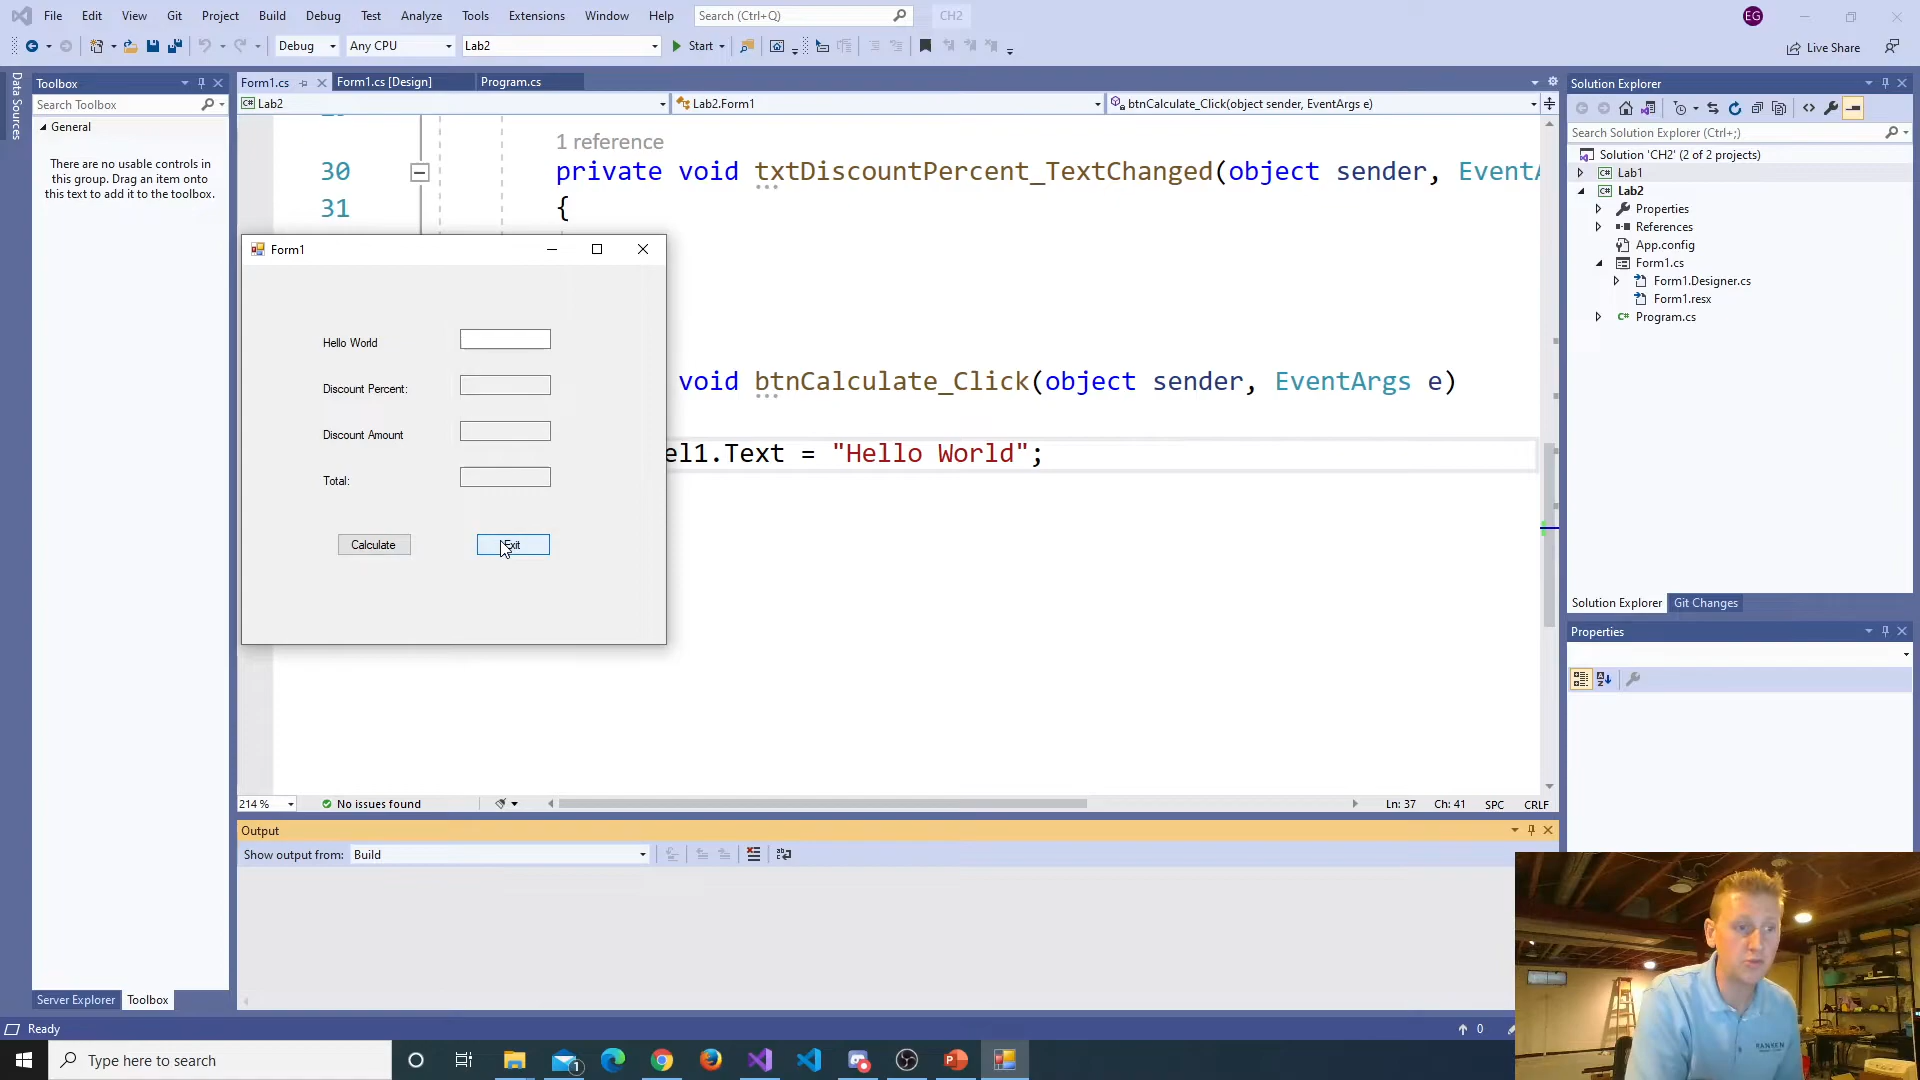 File Edit View Git Project Build Debug Test Analyze Tools Extensions Window Help Search (Ctrl+Q) CH2 EG
Debug Any CPU Lab2 Start Live Share
Data Sources
Toolbox
Search Toolbox
General
There are no usable controls in
this group. Drag an item onto
this text to add it to the toolbox.
Server Explorer Toolbox
Form1.cs Form1.cs [Design] Program.cs
Lab2 Lab2.Form1 btnCalculate_Click(object sender, EventArgs e)
1 reference
30 private void txtDiscountPercent_TextChanged(object sender, EventA
31 {
void btnCalculate_Click(object sender, EventArgs e)
el1.Text = "Hello World";
Form1
Hello World
Discount Percent:
Discount Amount
Total:
Calculate Exit
214 % No issues found Ln: 37 Ch: 41 SPC CRLF
Output
Show output from: Build
Solution Explorer
Search Solution Explorer (Ctrl+;)
Solution 'CH2' (2 of 2 projects)
Lab1
Lab2
Properties
References
App.config
Form1.cs
Form1.Designer.cs
Form1.resx
Program.cs
Solution Explorer Git Changes
Properties
RANKEN
Ready 0
Type here to search 1